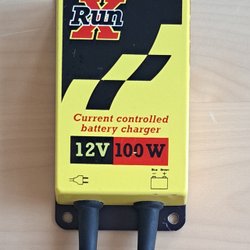 X
Run
Current controlled
battery charger
12V 100W